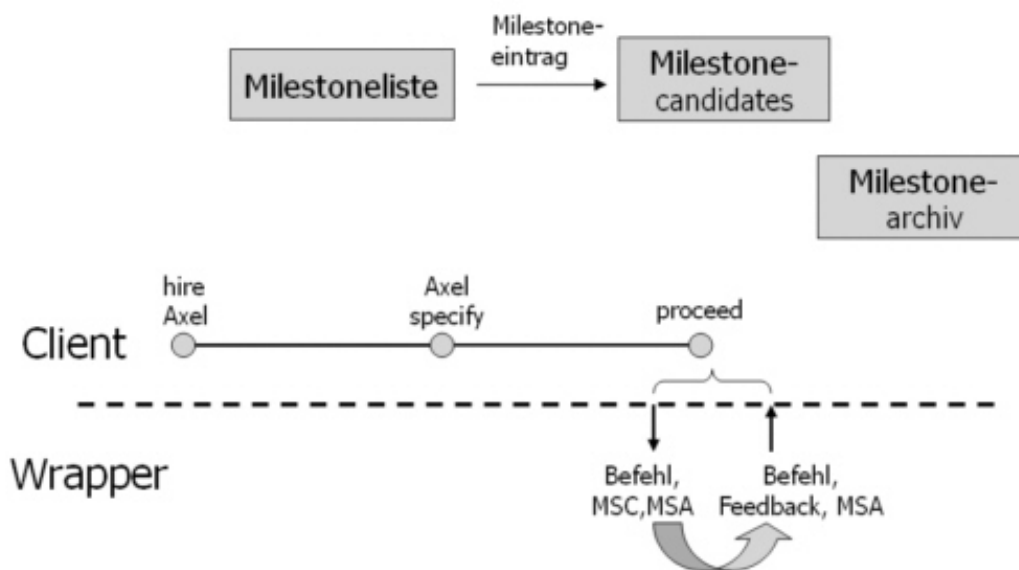 Milestone-
eintrag
Milestoneliste
Milestone-
candidates
Milestone-
archiv
hire
Axel
Axel
specify
proceed
Client
Wrapper
Befehl,
MSC,MSA
Befehl,
Feedback, MSA